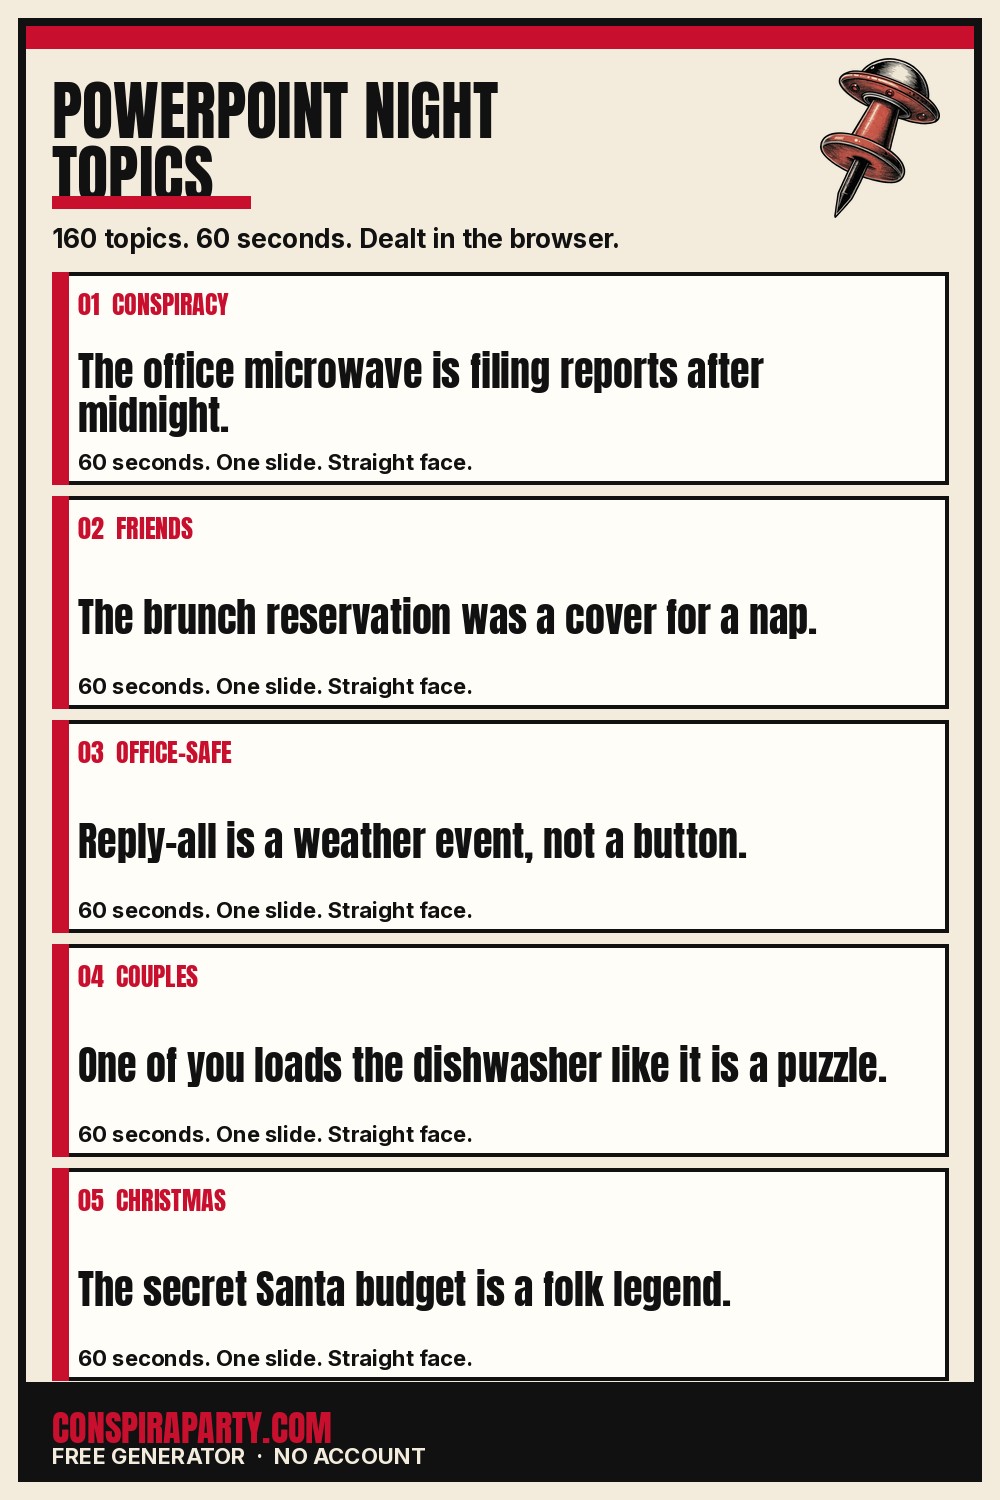 POWERPOINT NIGHT
TOPICS
160 topics. 60 seconds. Dealt in the browser.
01 CONSPIRACY
The office microwave is filing reports after
midnight.
60 seconds. One slide. Straight face.
02 FRIENDS
The brunch reservation was a cover for a nap.
60 seconds. One slide. Straight face.
03 OFFICE-SAFE
Reply-all is a weather event, not a button.
60 seconds. One slide. Straight face.
04 COUPLES
One of you loads the dishwasher like it is a puzzle.
60 seconds. One slide. Straight face.
05 CHRISTMAS
The secret Santa budget is a folk legend.
60 seconds. One slide. Straight face.
CONSPIRAPARTY.COM
FREE GENERATOR · NO ACCOUNT